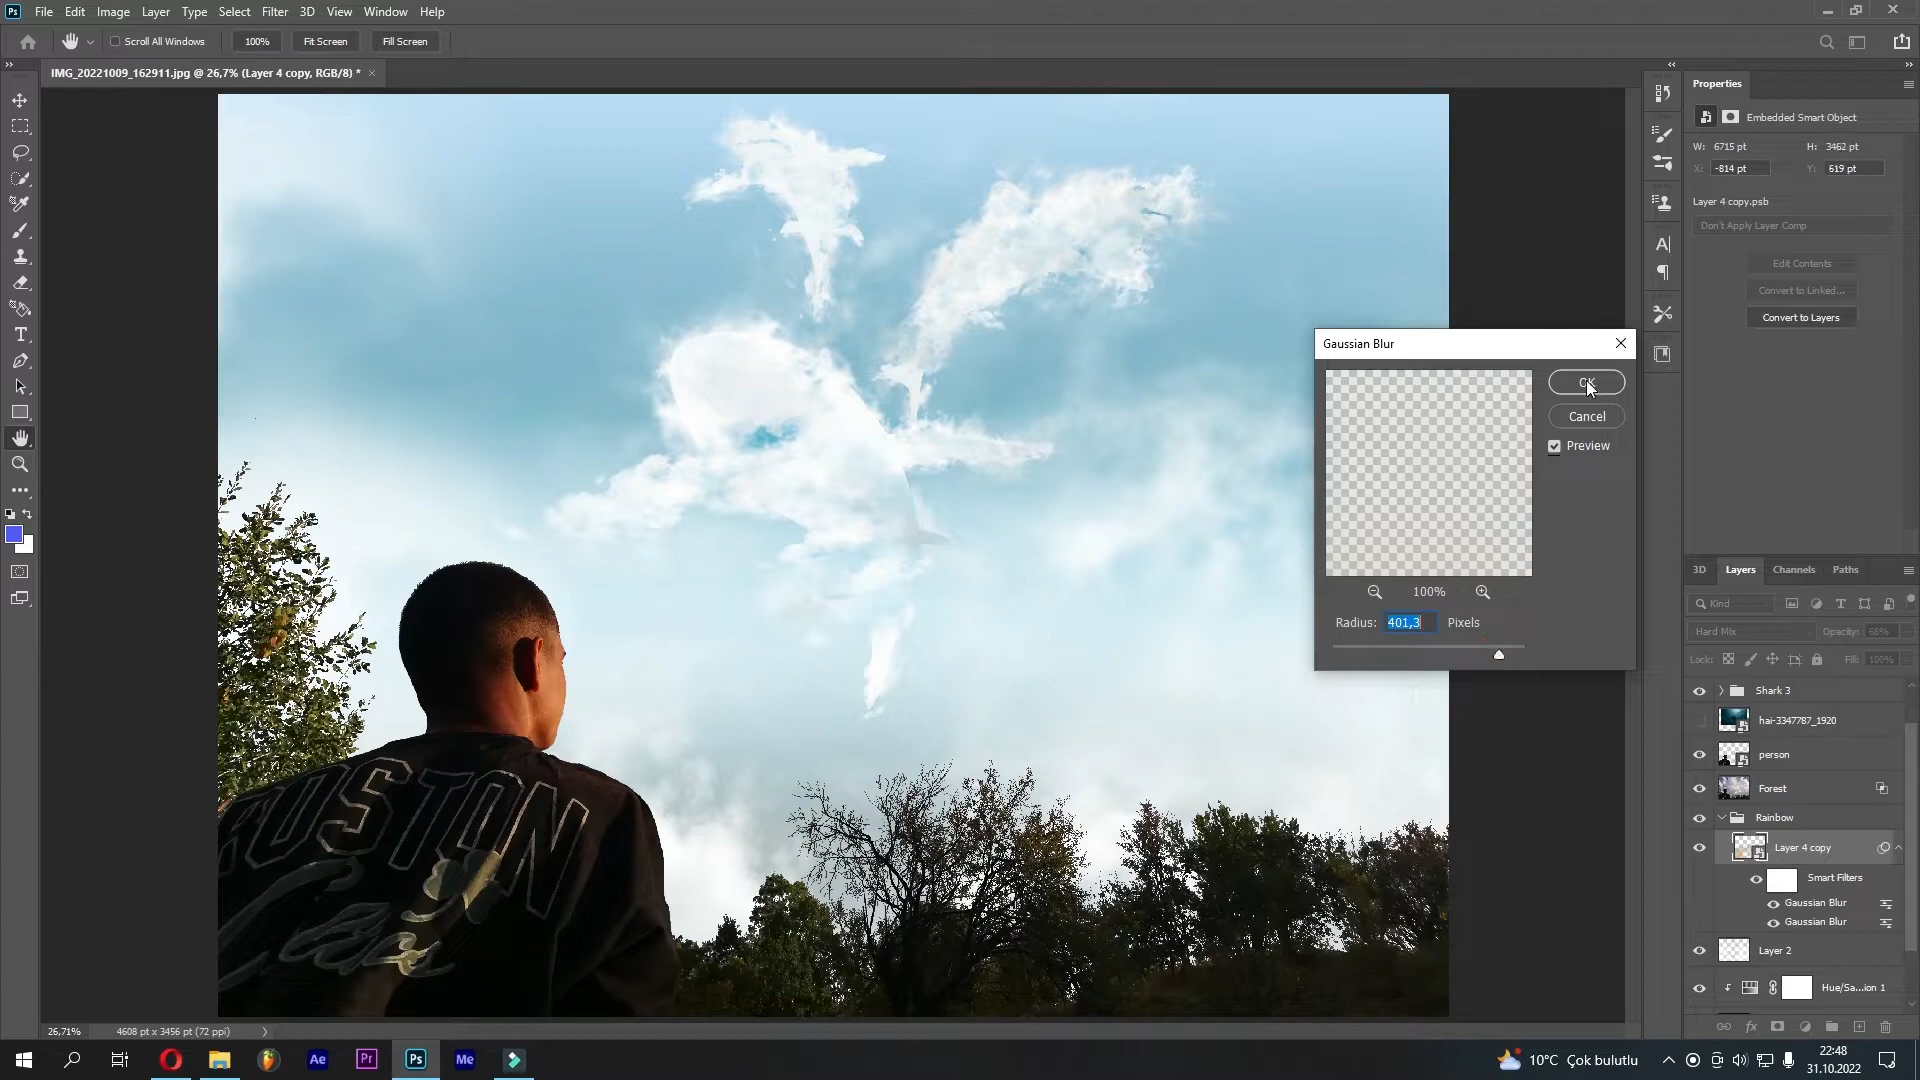 Ps File Edit Image Layer Type Select Filter 3D View Window Help
Scroll All Windows 100% Fit Screen Fill Screen
IMG_20221009_162911.jpg @ 26,7% (Layer 4 copy, RGB/8) * ×
Properties
Embedded Smart Object
W: 6715 pt H: 3462 pt
X: -814 pt Y: 619 pt
Layer 4 copy.psb
Don't Apply Layer Comp
Edit Contents
Convert to Linked...
Convert to Layers
Gaussian Blur
OK
Cancel
Preview
100%
Radius: 401,3 Pixels
3D Layers Channels Paths
Kind
Hard Mix Opacity: 68%
Lock: Fill: 100%
Shark 3
hai-3347787_1920
person
Forest
Rainbow
Layer 4 copy
Smart Filters
Gaussian Blur
Gaussian Blur
Layer 2
Hue/Sa...ion 1
26,71% 4608 pt x 3456 pt (72 ppi)
Ae Pr Ps Me
10°C Çok bulutlu
22:48
31.10.2022